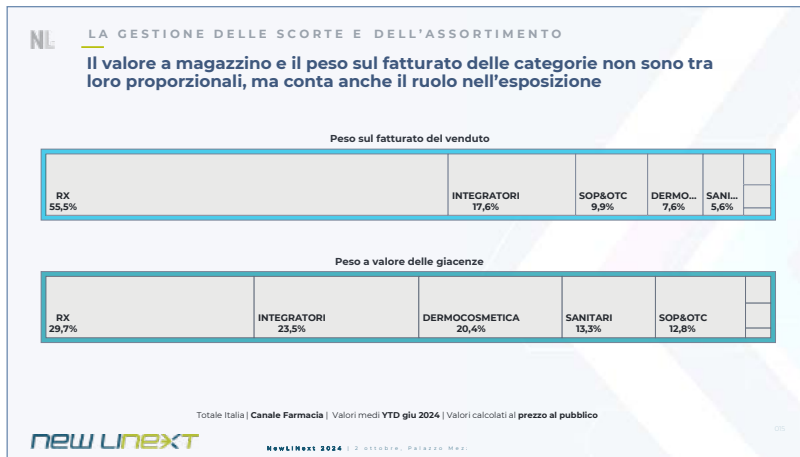 NL
LA GESTIONE DELLE SCORTE E DELL'ASSORTIMENTO
Il valore a magazzino e il peso sul fatturato delle categorie non sono tra
loro proporzionali, ma conta anche il ruolo nell'esposizione
Peso sul fatturato del venduto
RX INTEGRATORI SOP&OTC DERMO... SANI...
55,5% 17,6% 9,9% 7,6% 5,6%
Peso a valore delle giacenze
RX INTEGRATORI DERMOCOSMETICA SANITARI SOP&OTC
29,7% 23,5% 20,4% 13,3% 12,8%
Totale Italia | Canale Farmacia | Valori medi YTD giu 2024 | Valori calcolati al prezzo al pubblico
NEW LINEXT
NewLiNext 2024 | 2 ottobre, Palazzo Mez.